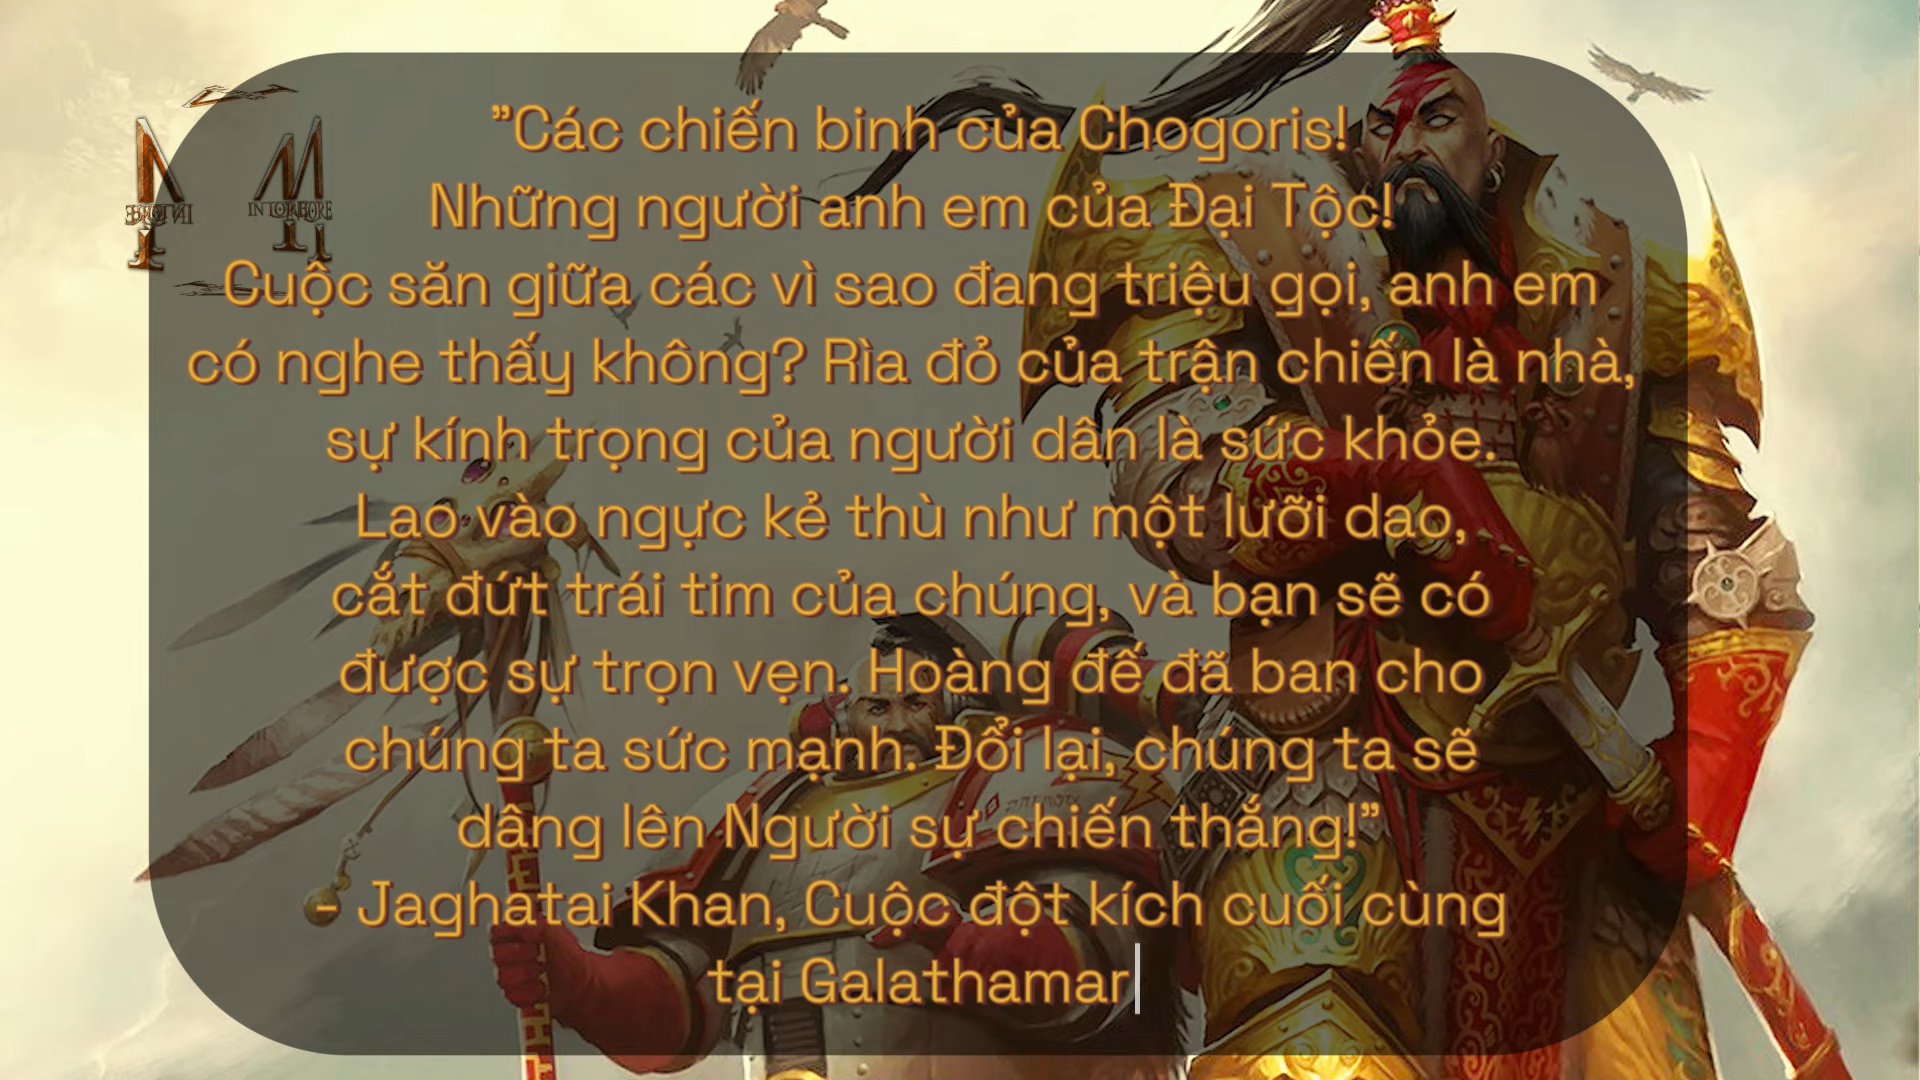 ”Các chiến binh của Chogoris!
Những người anh em của Đại Tộc!
Cuộc săn giữa các vì sao đang triệu gọi, anh em
có nghe thấy không? Rìa đỏ của trận chiến là nhà,
sự kính trọng của người dân là sức khỏe.
Lao vào ngực kẻ thù như một lưỡi dao,
cắt đứt trái tim của chúng, và bạn sẽ có
được sự trọn vẹn. Hoàng đế đã ban cho
chúng ta sức mạnh. Đổi lại, chúng ta sẽ
dâng lên Người sự chiến thắng!”
- Jaghatai Khan, Cuộc đột kích cuối cùng
tại Galathamar